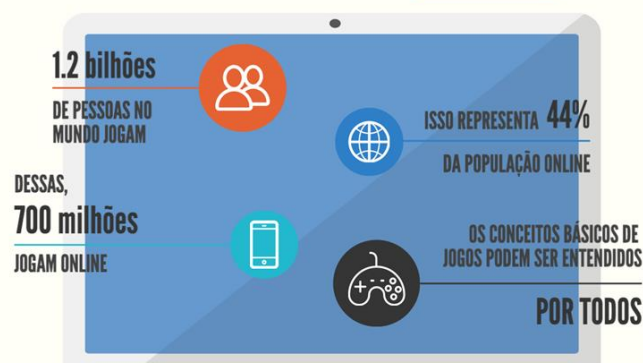 1.2 bilhões
DE PESSOAS NO
MUNDO JOGAM
ISSO REPRESENTA 44%
DA POPULAÇÃO ONLINE
DESSAS,
700 milhões
JOGAM ONLINE
OS CONCEITOS BÁSICOS DE
JOGOS PODEM SER ENTENDIDOS
POR TODOS